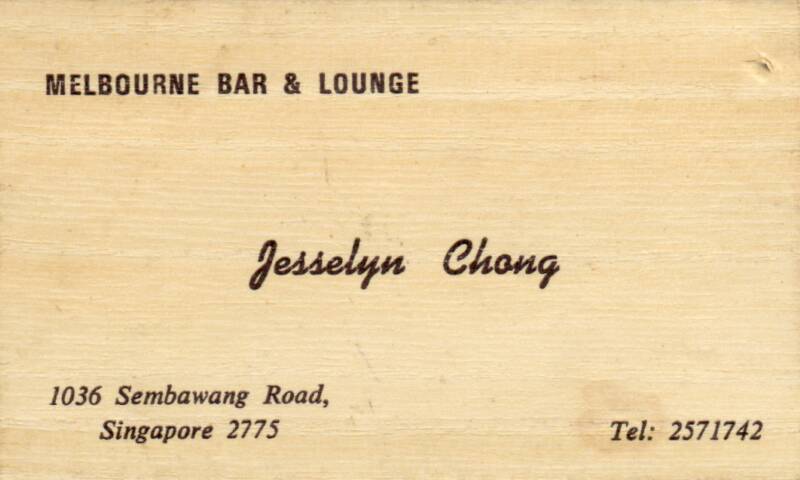 MELBOURNE BAR & LOUNGE
Jesselyn Chong
1036 Sembawang Road,
Singapore 2775
Tel: 2571742